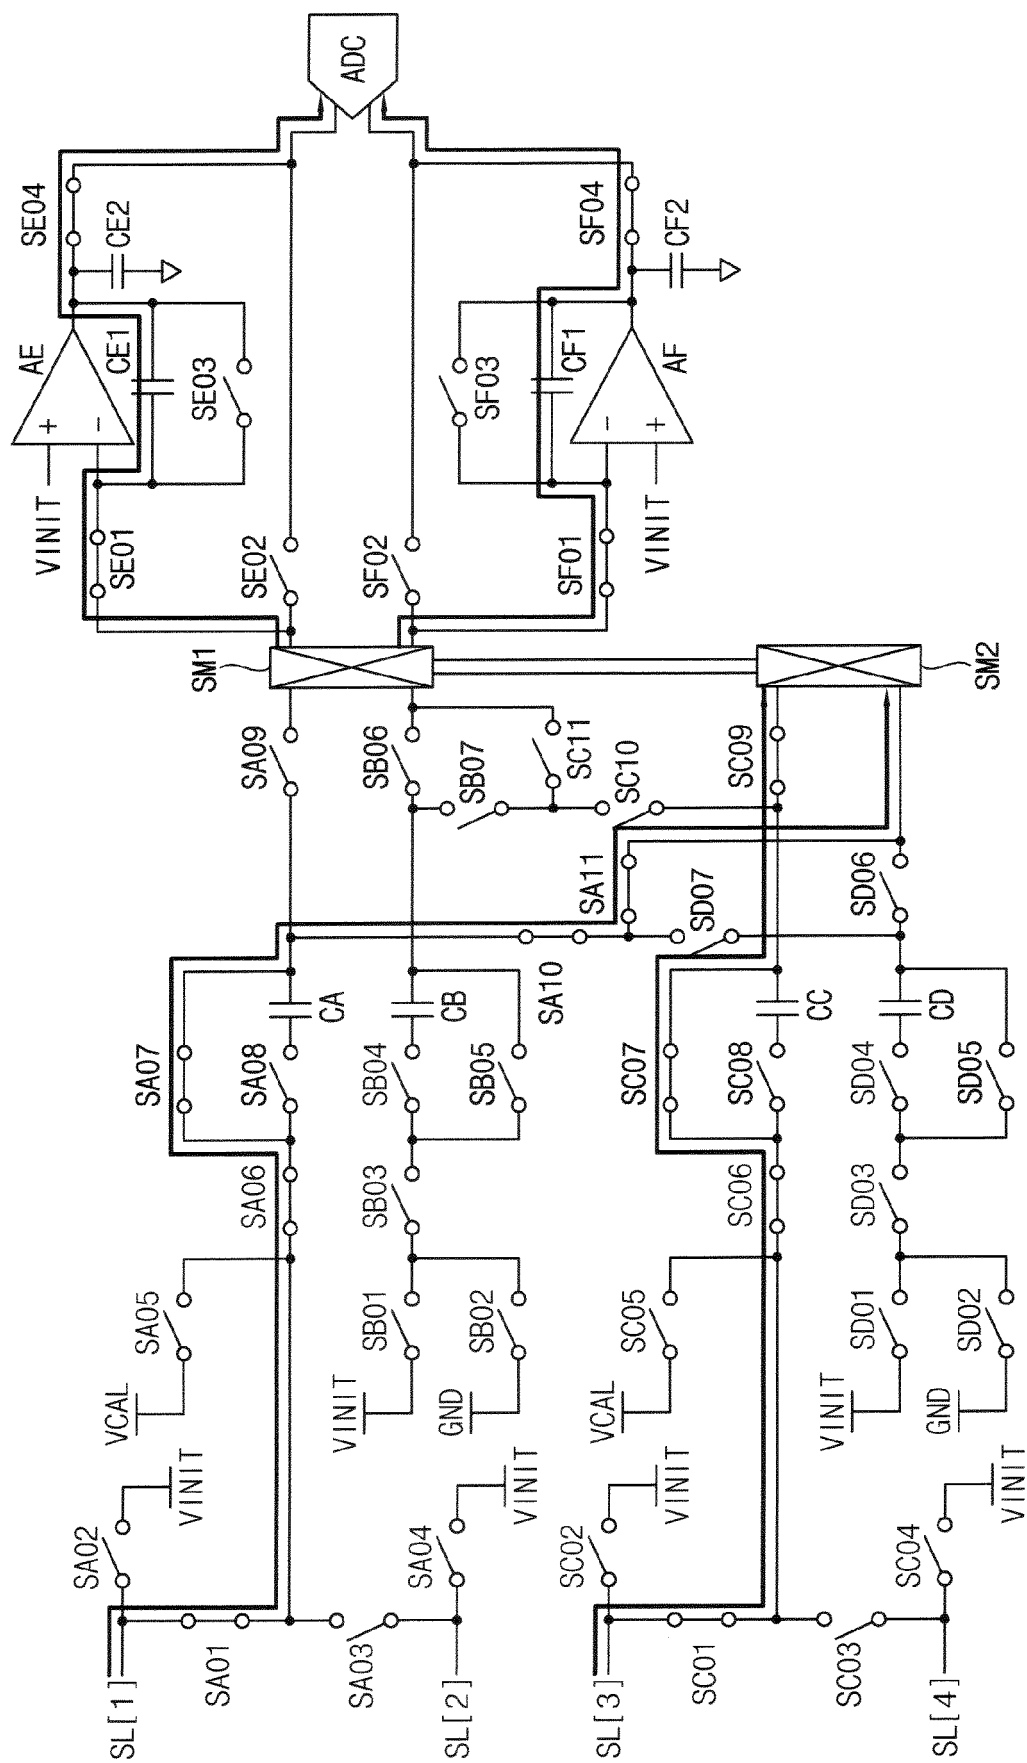 SL[1]
SA01
SA02
VINIT
VCAL
SA05
SA06
SA07
SA08
CA
SA09
SM1
SE01
SE02
VINIT
+
-
AE
CE1
SE03
CE2
SE04
ADC
SL[2]
SA03
SA04
VINIT
VINIT
SB01
GND
SB02
SB03
SB04
CB
SB05
SB06
SB07
SC11
SC10
SA10
SA11
SF02
SF01
VINIT
-
+
AF
SF03
CF1
CF2
SF04
SL[3]
SC01
SC02
VINIT
VCAL
SC05
SC06
SC07
SC08
CC
SD07
SC09
SM2
SL[4]
SC03
SC04
VINIT
VINIT
SD01
GND
SD02
SD03
SD04
CD
SD05
SD06